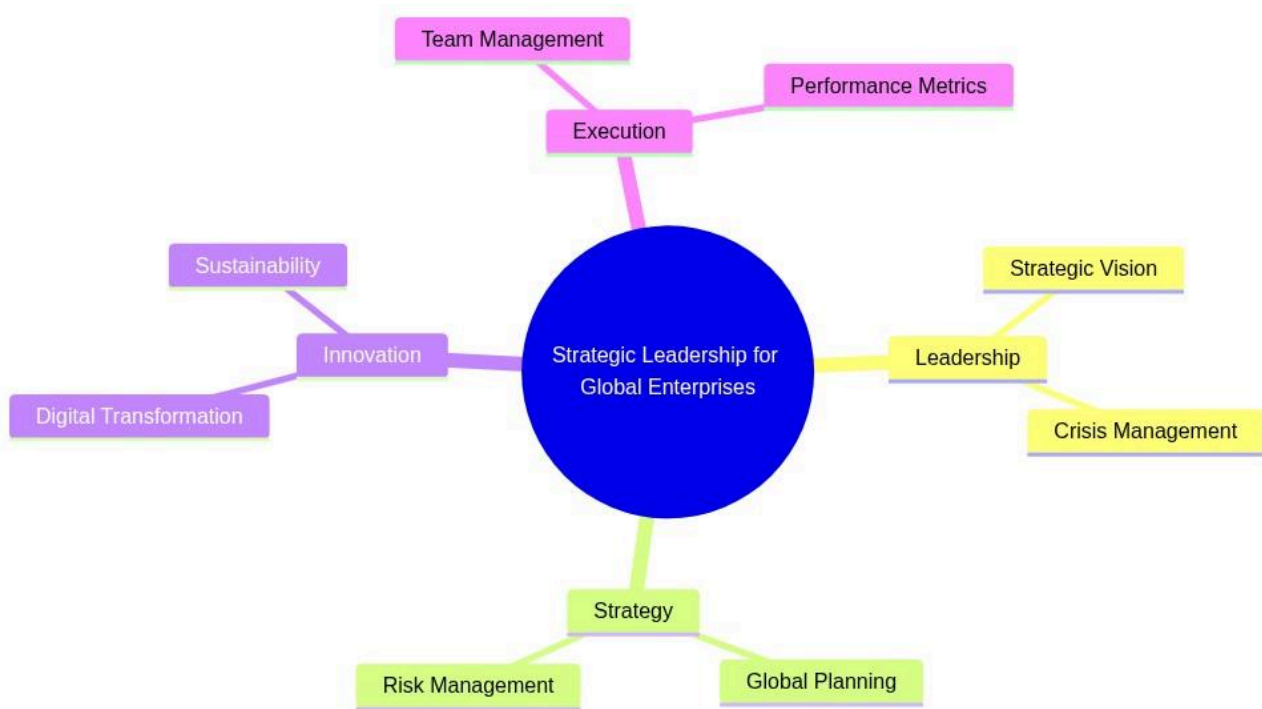 Team Management
Performance Metrics
Execution
Sustainability
Strategic Vision
Innovation
Strategic Leadership for
Global Enterprises
Leadership
Digital Transformation
Crisis Management
Strategy
Risk Management
Global Planning